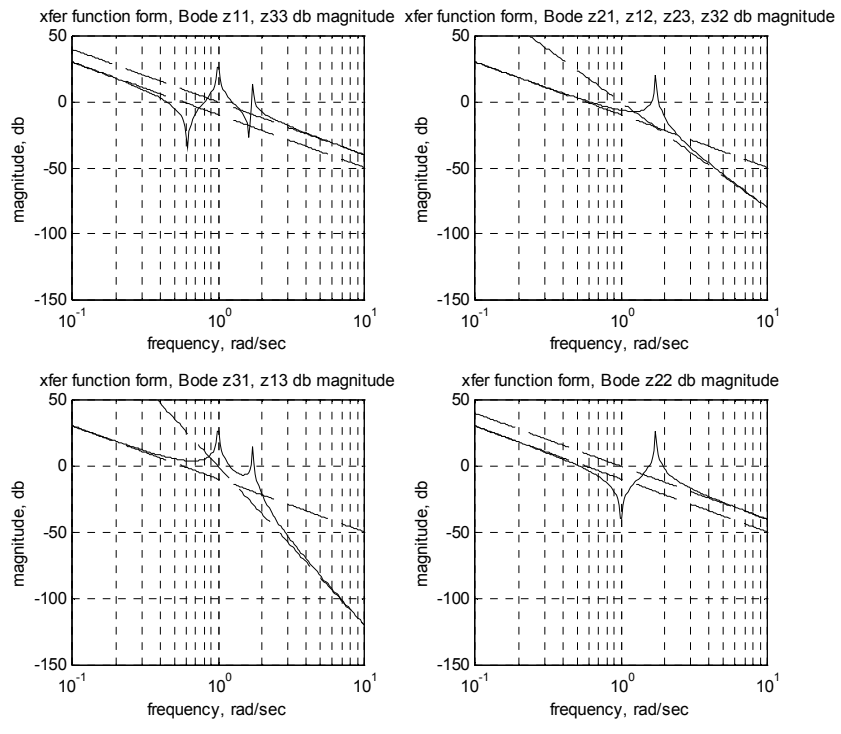 xfer function form, Bode z11, z33 db magnitude
50
0
-50
-100
-150
magnitude, db
10^-1
10^0
10^1
frequency, rad/sec
xfer function form, Bode z21, z12, z23, z32 db magnitude
50
0
-50
-100
-150
magnitude, db
10^-1
10^0
10^1
frequency, rad/sec
xfer function form, Bode z31, z13 db magnitude
50
0
-50
-100
-150
magnitude, db
10^-1
10^0
10^1
frequency, rad/sec
xfer function form, Bode z22 db magnitude
50
0
-50
-100
-150
magnitude, db
10^-1
10^0
10^1
frequency, rad/sec